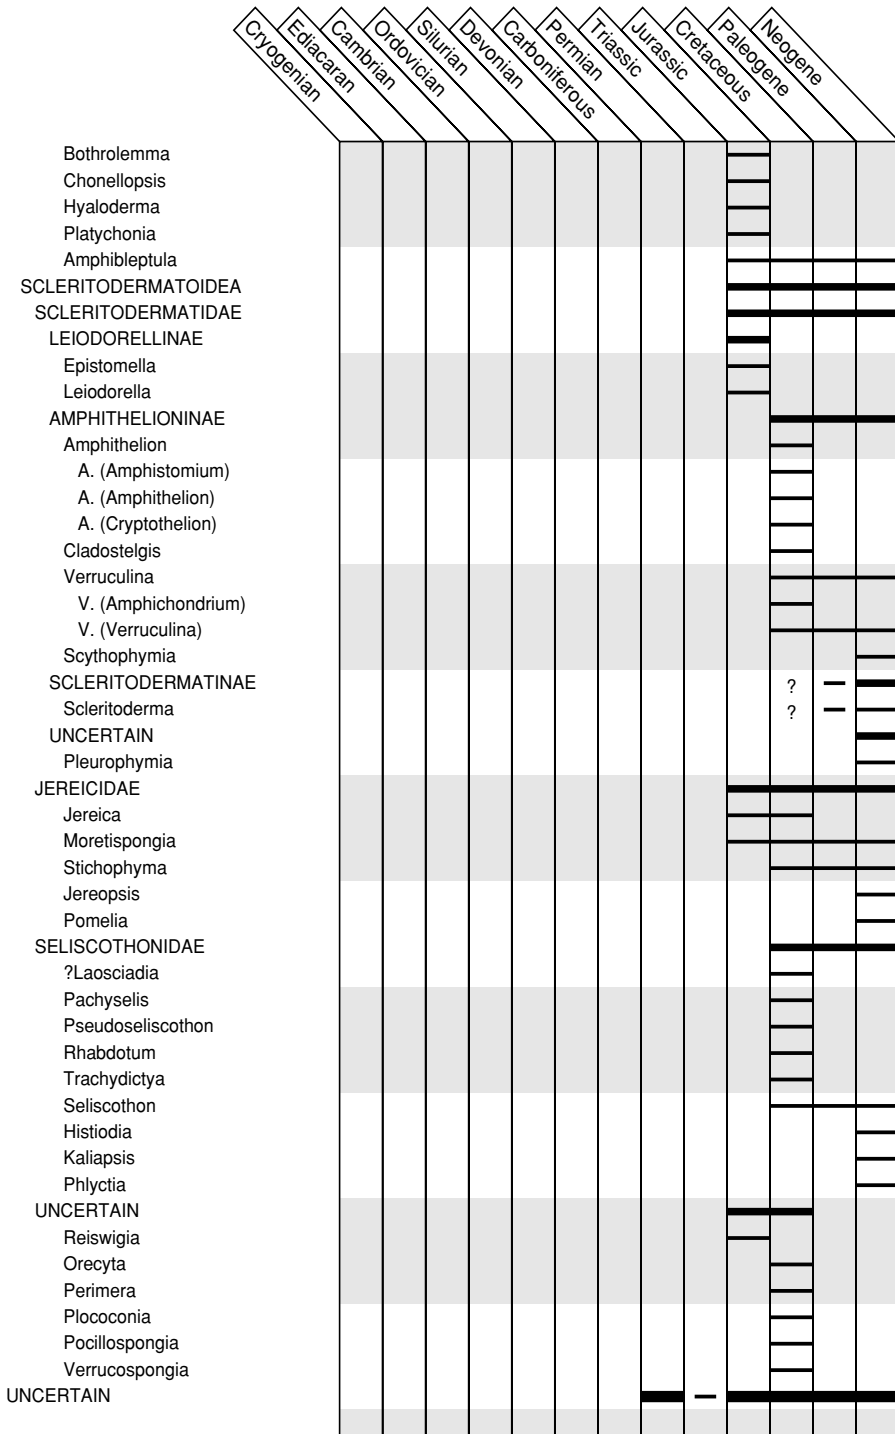 Cryogenian
Ediacaran
Cambrian
Ordovician
Silurian
Devonian
Carboniferous
Permian
Triassic
Jurassic
Cretaceous
Paleogene
Neogene
Bothrolemma
Chonellopsis
Hyaloderma
Platychonia
Amphibleptula
SCLERITODERMATOIDEA
SCLERITODERMATIDAE
LEIODORELLINAE
Epistomella
Leiodorella
AMPHITHELIONINAE
Amphithelion
A. (Amphistomium)
A. (Amphithelion)
A. (Cryptothelion)
Cladostelgis
Verruculina
V. (Amphichondrium)
V. (Verruculina)
Scythophymia
SCLERITODERMATINAE ?
Scleritoderma ?
UNCERTAIN
Pleurophymia
JEREICIDAE
Jereica
Moretispongia
Stichophyma
Jereopsis
Pomelia
SELISCOTHONIDAE
?Laosciadia
Pachyselis
Pseudoseliscothon
Rhabdotum
Trachydictya
Seliscothon
Histiodia
Kaliapsis
Phlyctia
UNCERTAIN
Reiswigia
Orecyta
Perimera
Plococonia
Pocillospongia
Verrucospongia
UNCERTAIN